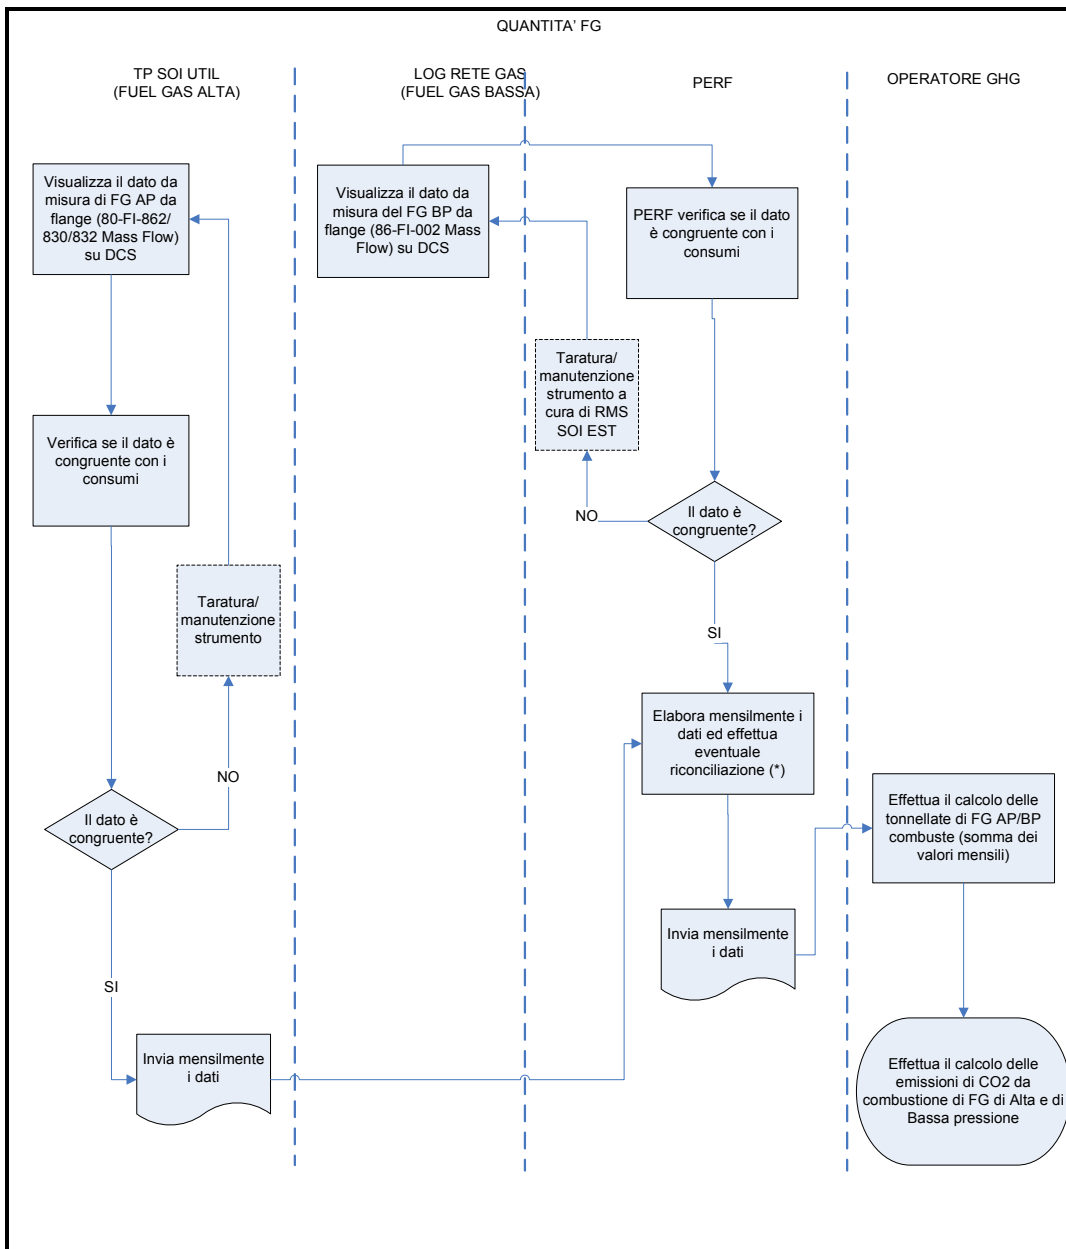 QUANTITA' FG
TP SOI UTIL
(FUEL GAS ALTA)
LOG RETE GAS
(FUEL GAS BASSA)
PERF
OPERATORE GHG
Visualizza il dato da
misura di FG AP da
flange (80-FI-862/
830/832 Mass Flow)
su DCS
Visualizza il dato da
misura del FG BP da
flange (86-FI-002 Mass
Flow) su DCS
PERF verifica se il dato
è congruente con i
consumi
Taratura/
manutenzione
strumento a
cura di RMS
SOI EST
Verifica se il dato è
congruente con i
consumi
Il dato è
congruente?
NO
SI
Taratura/
manutenzione
strumento
NO
Il dato è
congruente?
SI
Invia mensilmente
i dati
Elabora mensilmente i
dati ed effettua
eventuale
riconciliazione (*)
Invia mensilmente
i dati
Effettua il calcolo delle
tonnellate di FG AP/BP
combuste (somma dei
valori mensili)
Effettua il calcolo delle
emissioni di CO2 da
combustione di FG di Alta e di
Bassa pressione